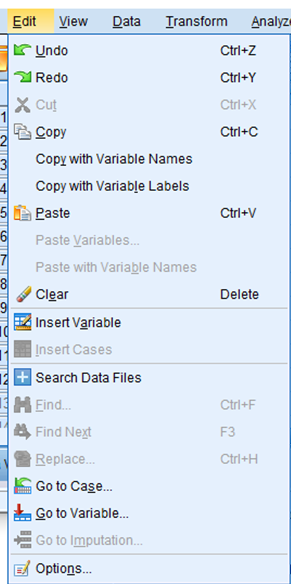 Edit View Data Transform Analyze
Undo Ctrl+Z
Redo Ctrl+Y
Cut Ctrl+X
Copy Ctrl+C
Copy with Variable Names
Copy with Variable Labels
Paste Ctrl+V
Paste Variables...
Paste with Variable Names
Clear Delete
Insert Variable
Insert Cases
Search Data Files
Find... Ctrl+F
Find Next F3
Replace... Ctrl+H
Go to Case...
Go to Variable...
Go to Imputation...
Options...